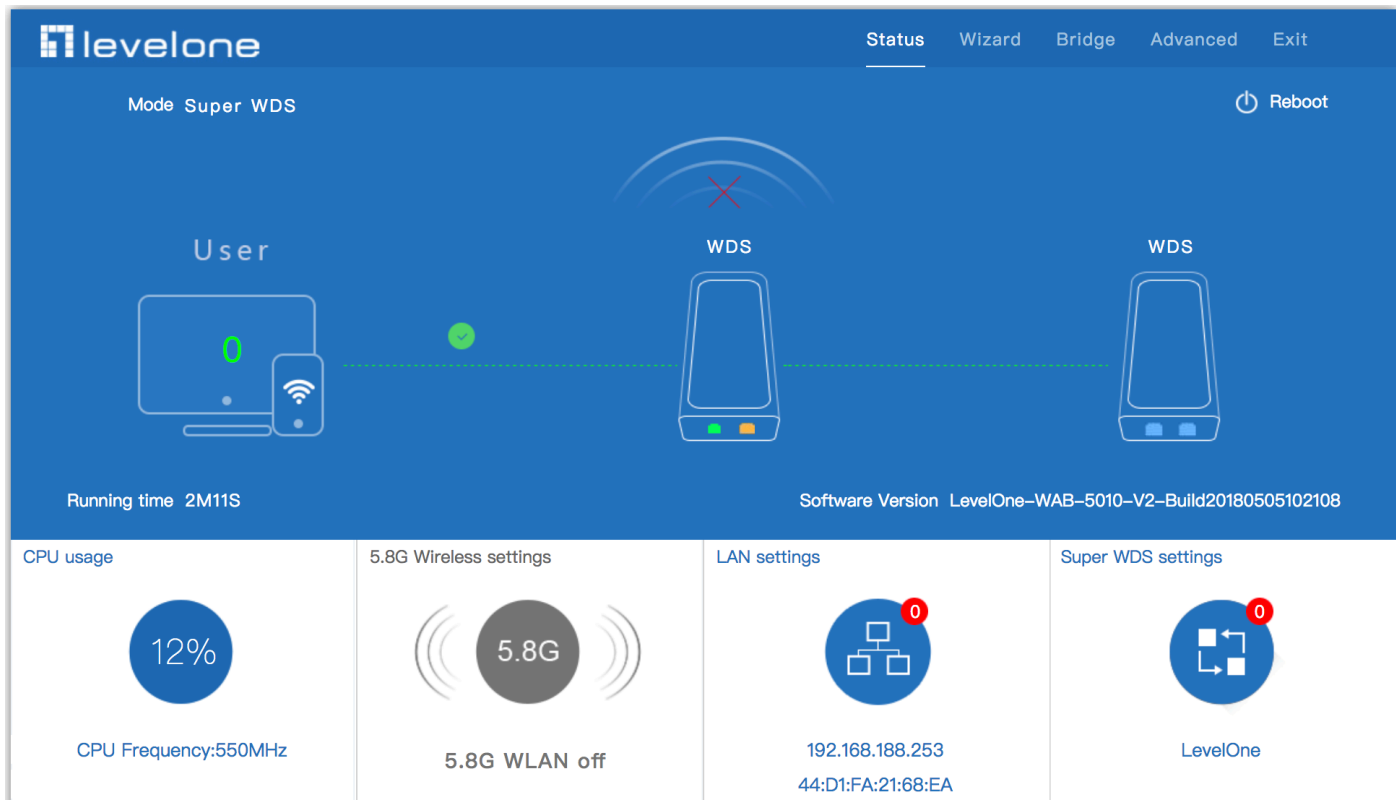 levelone
Status Wizard Bridge Advanced Exit
Mode Super WDS
Reboot
User
WDS
WDS
0
Running time 2M11S
Software Version LevelOne-WAB-5010-V2-Build20180505102108
CPU usage
5.8G Wireless settings
LAN settings
Super WDS settings
12%
5.8G
0
0
CPU Frequency:550MHz
5.8G WLAN off
192.168.188.253
44:D1:FA:21:68:EA
LevelOne